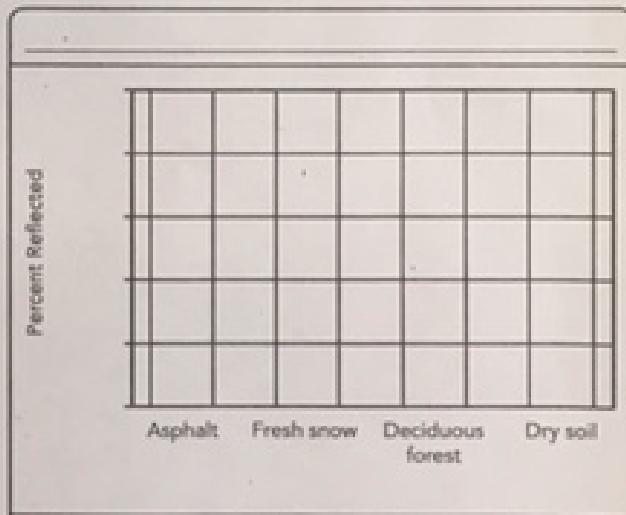 Percent Reflected
Asphalt Fresh snow Deciduous Dry soil
forest